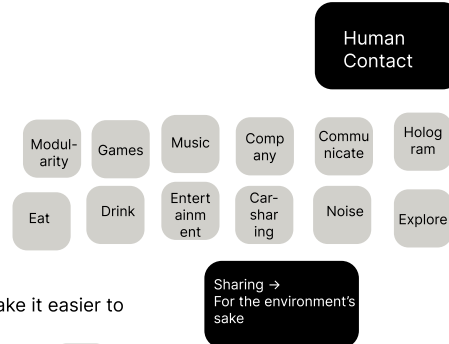 Human
Contact
Modul-
arity
Games
Music
Comp
any
Commu
nicate
Holog
ram
Eat
Drink
Entert
ainm
ent
Car-
shar
ing
Noise
Explore
Sharing →
For the environment's
sake
ake it easier to